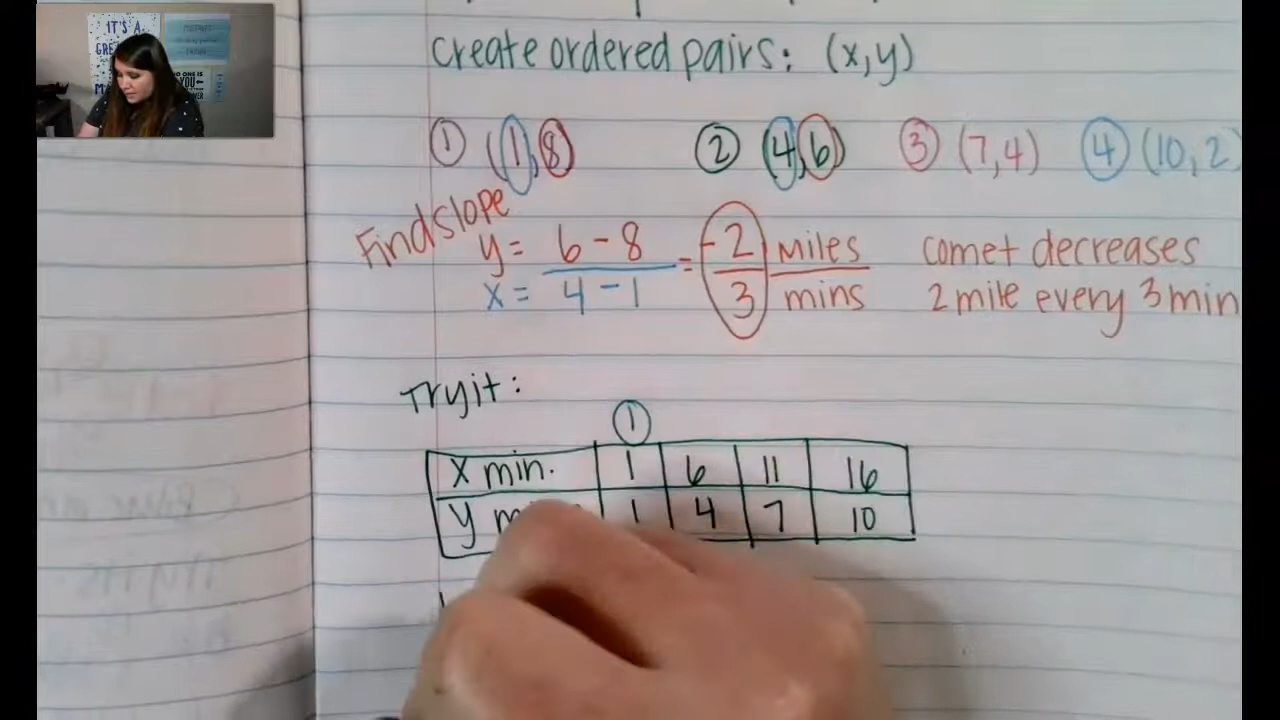 create ordered pairs: (x,y)
① (1,8) ② (4,6) ③ (7,4) ④ (10,2)
Find slope
y = 6 - 8 = -2 miles comet decreases
x = 4 - 1 3 mins 2 mile every 3 min
Try it:
①
X min. 1 6 11 16
y 1 4 7 10
IT'S A